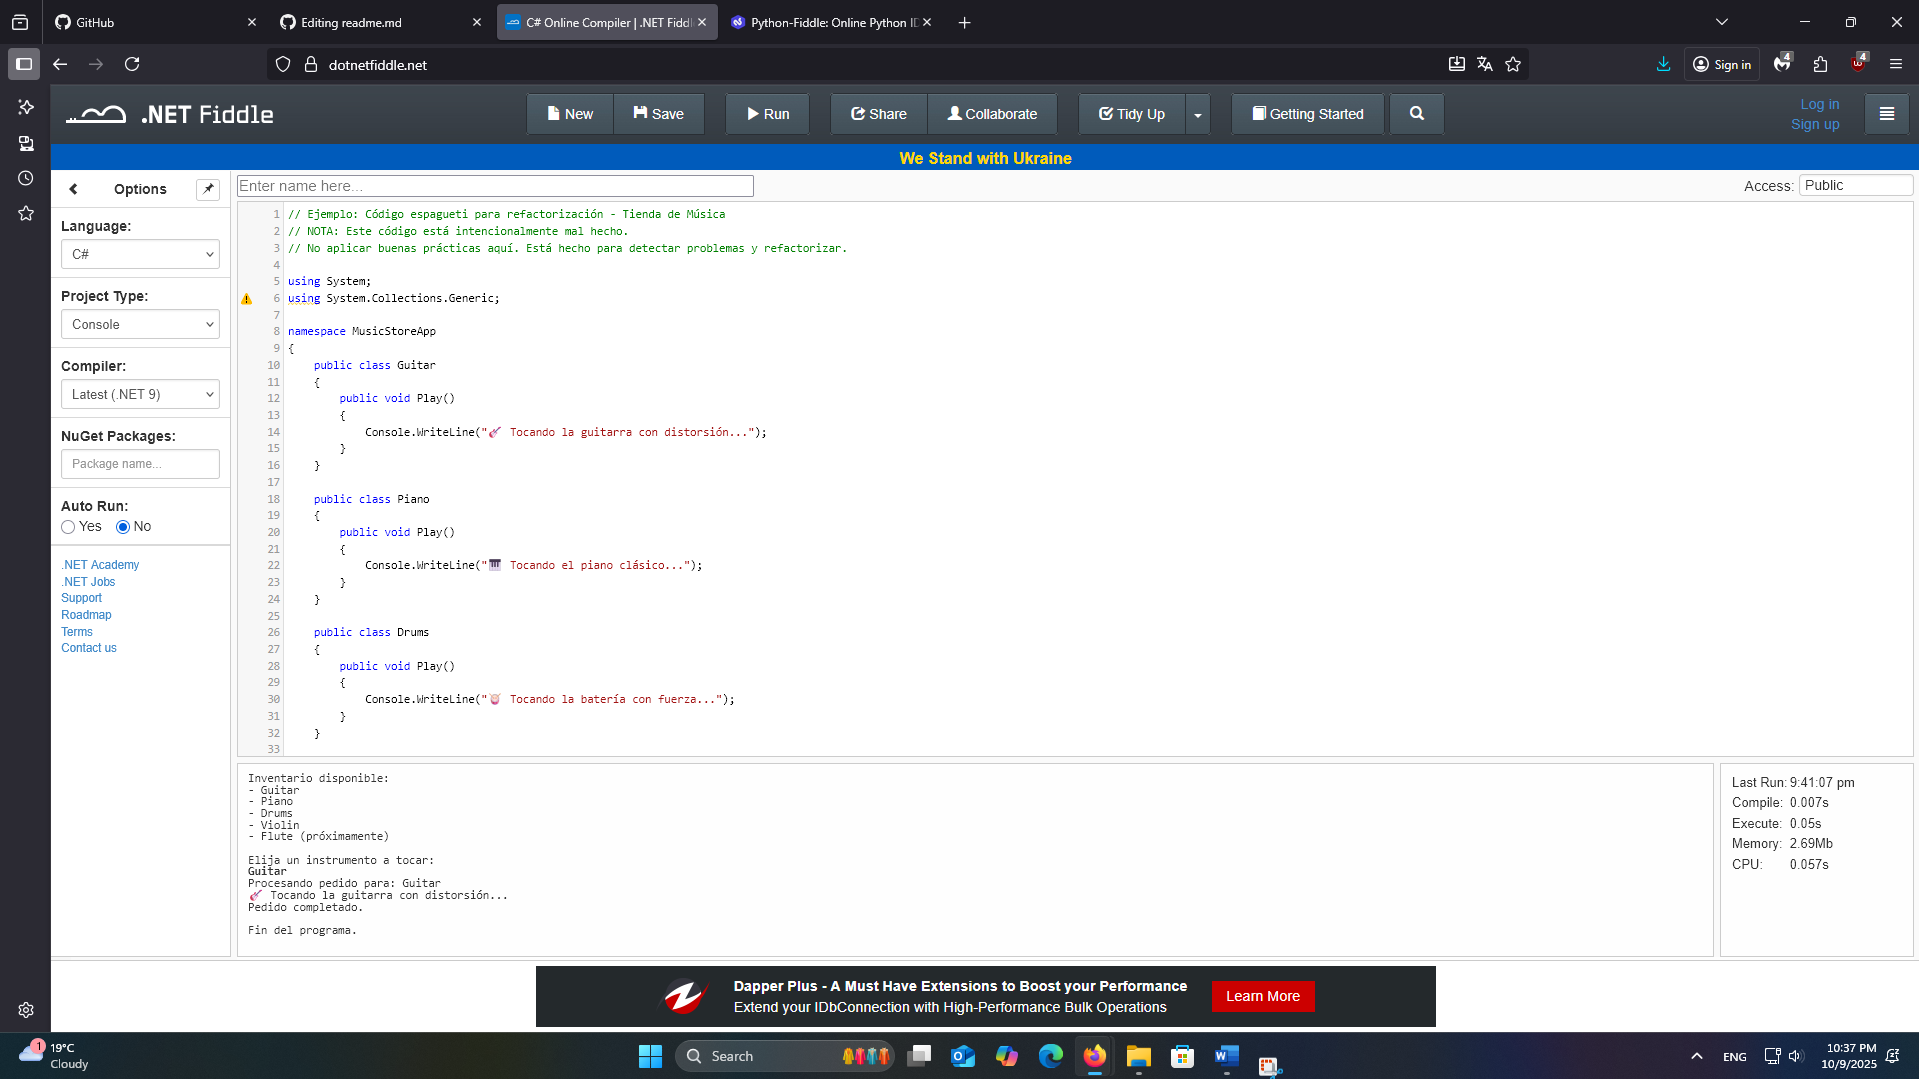 GitHub
Editing readme.md
C# Online Compiler | .NET Fiddl
Python-Fiddle: Online Python ID
dotnetfiddle.net
Sign in
4
4
.NET Fiddle
New
Save
Run
Share
Collaborate
Tidy Up
Getting Started
Log in
Sign up
We Stand with Ukraine
Options
Enter name here...
Access: Public
Language:
C#
Project Type:
Console
Compiler:
Latest (.NET 9)
NuGet Packages:
Package name...
Auto Run:
Yes No
.NET Academy
.NET Jobs
Support
Roadmap
Terms
Contact us
1 // Ejemplo: Código espagueti para refactorización - Tienda de Música
2 // NOTA: Este código está intencionalmente mal hecho.
3 // No aplicar buenas prácticas aquí. Está hecho para detectar problemas y refactorizar.
4
5 using System;
6 using System.Collections.Generic;
7
8 namespace MusicStoreApp
9 {
10 public class Guitar
11 {
12 public void Play()
13 {
14 Console.WriteLine("🎸 Tocando la guitarra con distorsión...");
15 }
16 }
17
18 public class Piano
19 {
20 public void Play()
21 {
22 Console.WriteLine("🎹 Tocando el piano clásico...");
23 }
24 }
25
26 public class Drums
27 {
28 public void Play()
29 {
30 Console.WriteLine("🥁 Tocando la batería con fuerza...");
31 }
32 }
33
Inventario disponible:
- Guitar
- Piano
- Drums
- Violin
- Flute (próximamente)
Elija un instrumento a tocar:
Guitar
Procesando pedido para: Guitar
🎸 Tocando la guitarra con distorsión...
Pedido completado.
Fin del programa.
Last Run: 9:41:07 pm
Compile: 0.007s
Execute: 0.05s
Memory: 2.69Mb
CPU: 0.057s
Dapper Plus - A Must Have Extensions to Boost your Performance
Extend your IDbConnection with High-Performance Bulk Operations
Learn More
1
19°C
Cloudy
Search
ENG
10:37 PM
10/9/2025